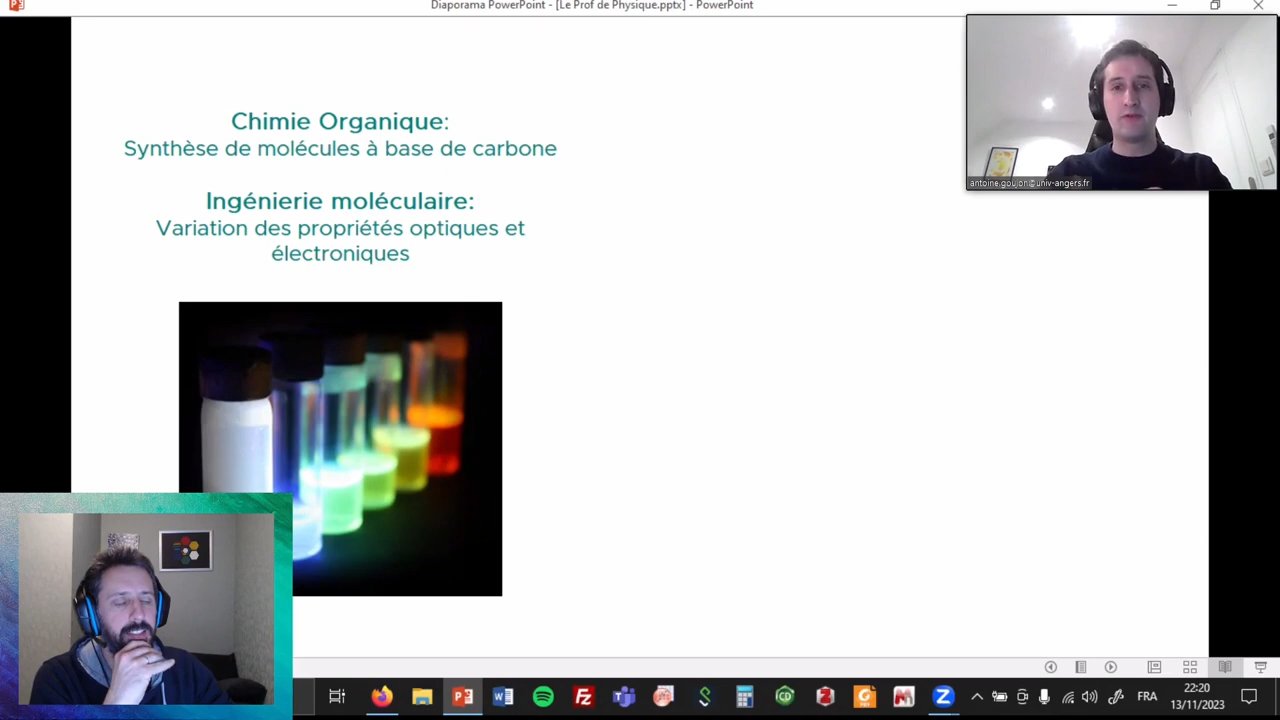 Diaporama PowerPoint - [Le Prof de Physique.pptx] - PowerPoint
Chimie Organique:
Synthèse de molécules à base de carbone
Ingénierie moléculaire:
Variation des propriétés optiques et
électroniques
antoine.goujon@univ-angers.fr
FRA
22:20
13/11/2023